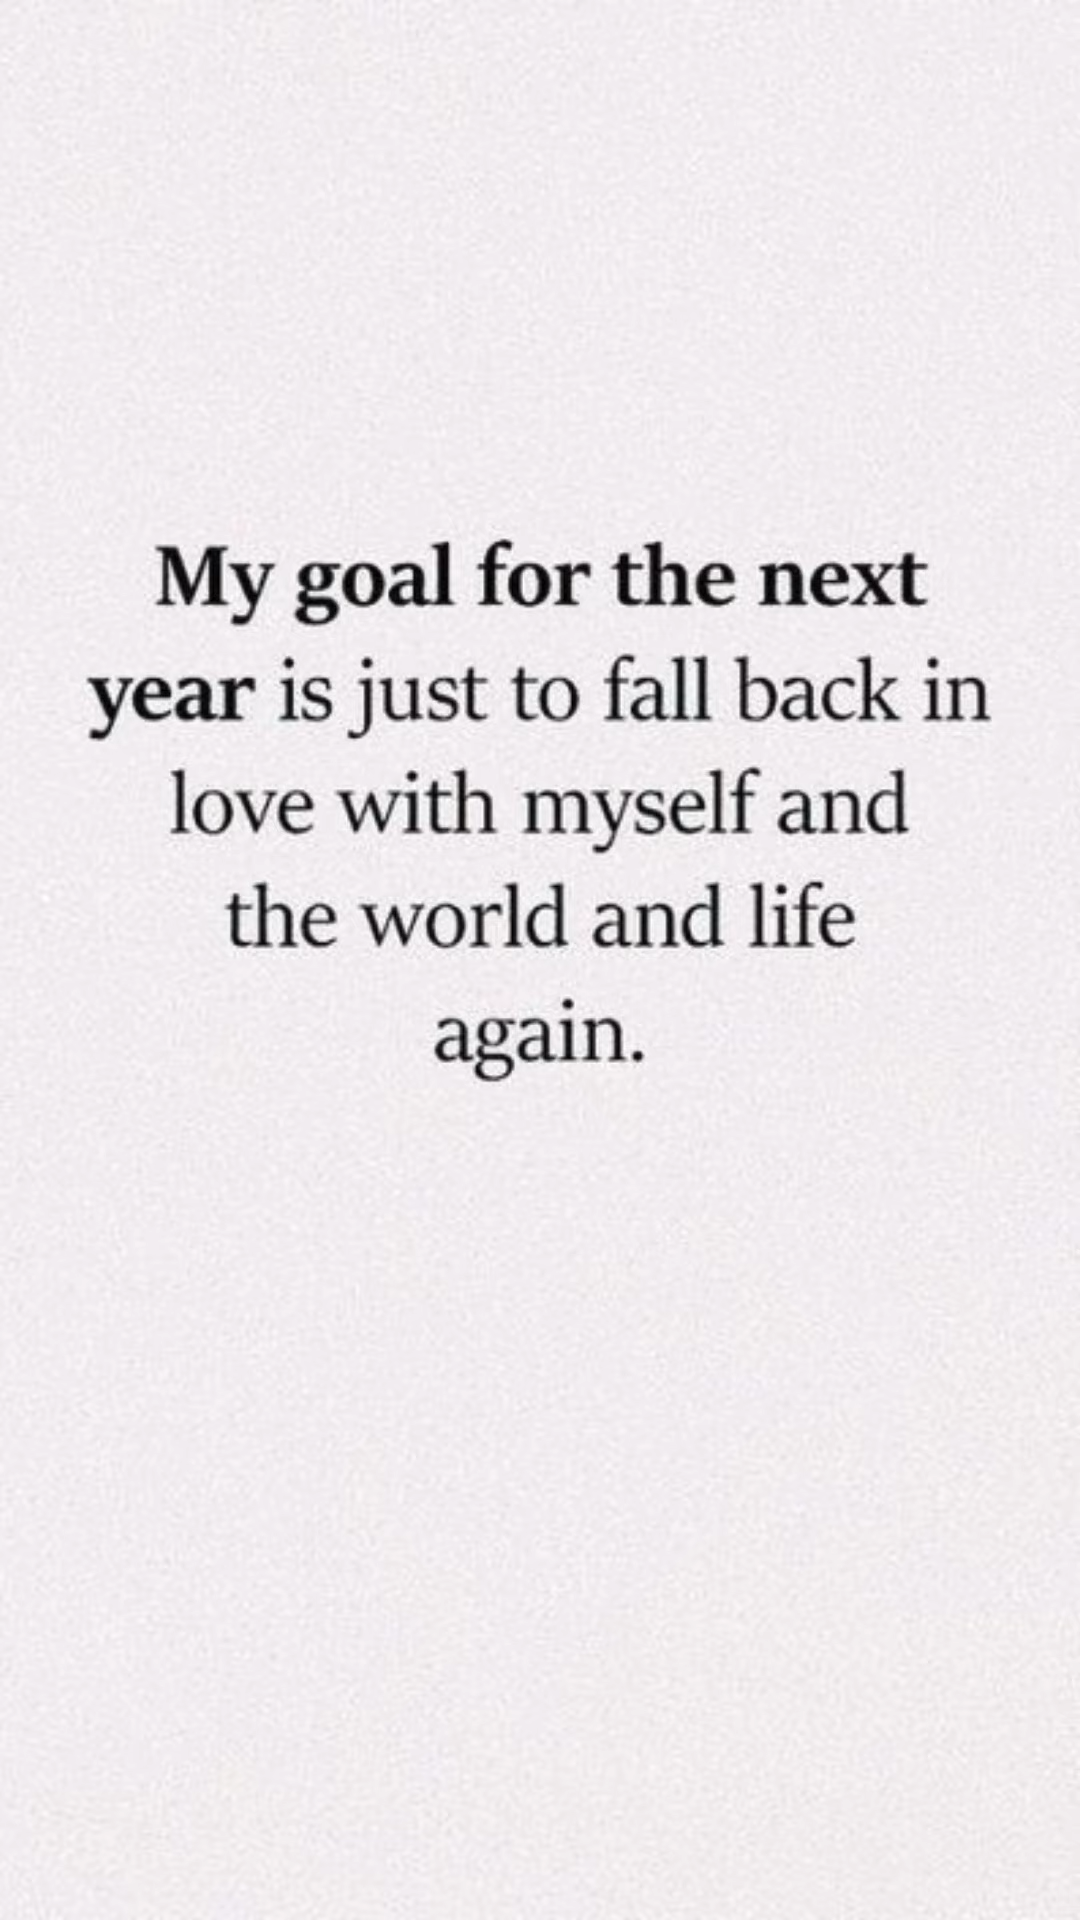 My goal for the next
year is just to fall back in
love with myself and
the world and life
again.